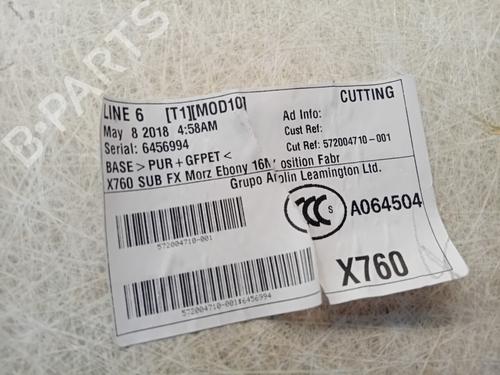 B-PARTS
LINE 6 [T1][MOD10]
May 8 2018 4:58AM
Serial: 6456994
BASE > PUR + GFPET <
X760 SUB FX Morz Ebony 16M osition Fabr
CUTTING
Ad Info:
Cust Ref:
Cut Ref: 572004710-001
Grupo Leamington Ltd.
S
A064504
X760
572004710-001
572004710-001$6456994